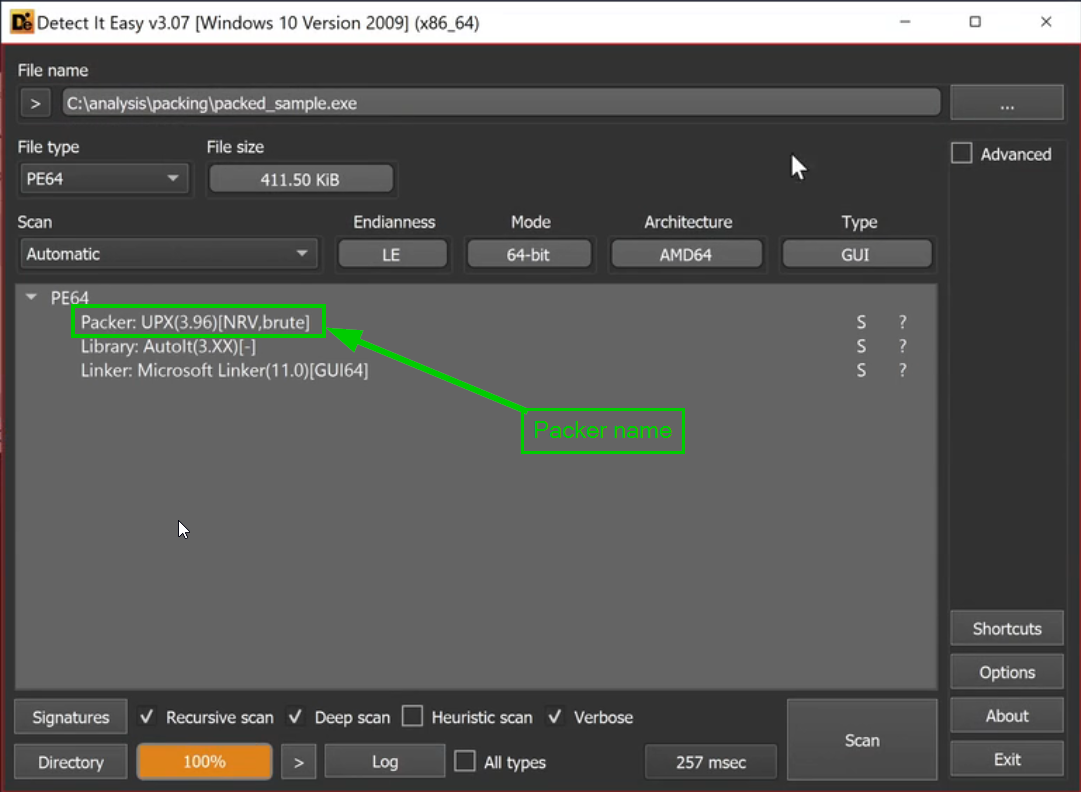 Detect It Easy v3.07 [Windows 10 Version 2009] (x86_64)
File name
> C:\analysis\packing\packed_sample.exe ...
File type File size
PE64 411.50 KiB Advanced
Scan Endianness Mode Architecture Type
Automatic LE 64-bit AMD64 GUI
PE64
Packer: UPX(3.96)[NRV,brute] S ?
Library: AutoIt(3.XX)[-] S ?
Linker: Microsoft Linker(11.0)[GUI64] S ?
Packer name
Shortcuts
Options
Signatures Recursive scan Deep scan Heuristic scan Verbose About
Scan
Directory 100% > Log All types 257 msec Exit